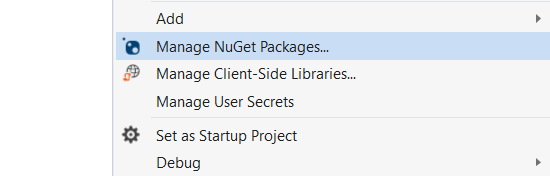 Add
Manage NuGet Packages...
Manage Client-Side Libraries...
Manage User Secrets
Set as Startup Project
Debug